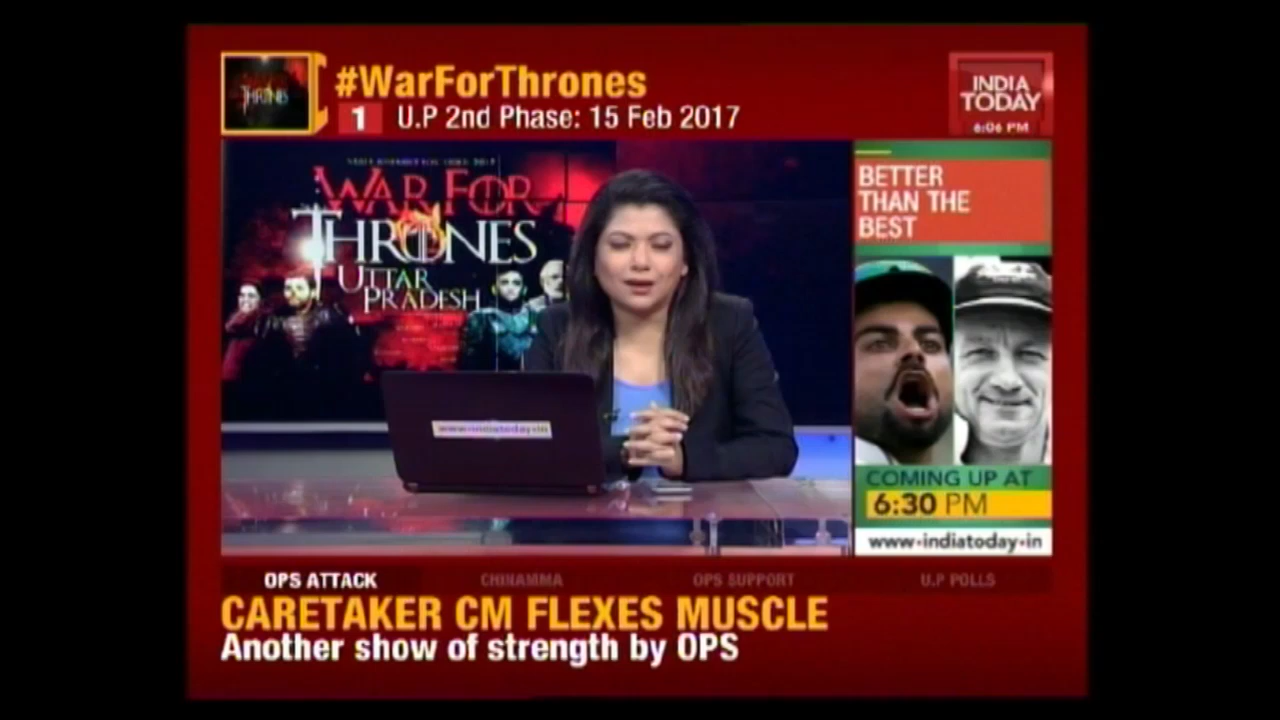 #WarForThrones
1 U.P 2nd Phase: 15 Feb 2017
THRONES
INDIA
TODAY
6:06 PM
WAR FOR
THRONES
UTTAR
PRADESH
www.indiatoday.in
BETTER
THAN THE
BEST
COMING UP AT
6:30 PM
www•indiatoday•in
OPS ATTACK CHINAMMA OPS SUPPORT U.P POLLS
CARETAKER CM FLEXES MUSCLE
Another show of strength by OPS